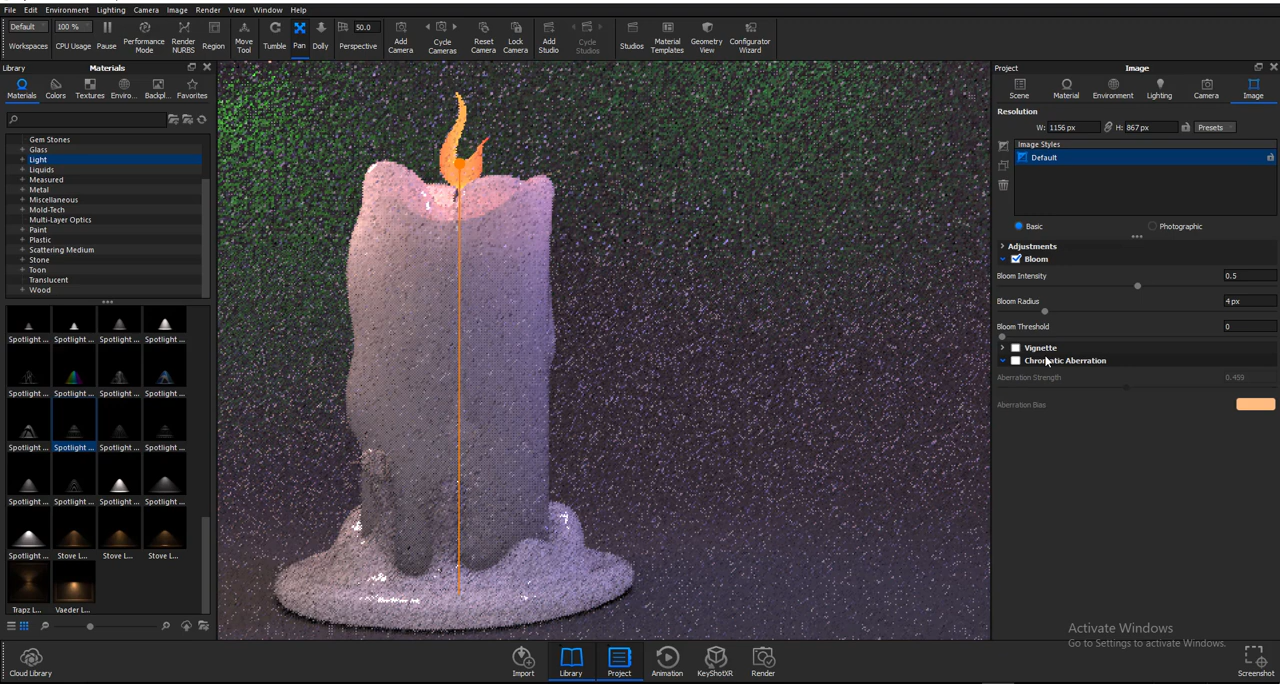 File Edit Environment Lighting Camera Image Render View Window Help
Default 100 % 50.0
Workspaces CPU Usage Pause Performance Mode Render NURBS Region Move Tool Tumble Pan Dolly Perspective Add Camera Cycle Cameras Reset Camera Lock Camera Add Studio Cycle Studios Studios Material Templates Geometry View Configurator Wizard
Library Materials
Materials Colors Textures Enviro... Backpl... Favorites
Gem Stones
Glass
Light
Liquids
Measured
Metal
Miscellaneous
Mold-Tech
Multi-Layer Optics
Paint
Plastic
Scattering Medium
Stone
Toon
Translucent
Wood
Spotlight ... Spotlight ... Spotlight ... Spotlight ...
Spotlight ... Spotlight ... Spotlight ... Spotlight ...
Spotlight ... Spotlight ... Spotlight ... Spotlight ...
Spotlight ... Spotlight ... Spotlight ... Spotlight ...
Spotlight ... Stove L... Stove L... Stove L...
Trapz L... Vaeder L...
Project Image
Scene Material Environment Lighting Camera Image
Resolution
W: 1156 px H: 867 px Presets
Image Styles
Default
Basic Photographic
Adjustments
Bloom
Bloom Intensity 0.5
Bloom Radius 4 px
Bloom Threshold 0
Vignette
Chromatic Aberration
Aberration Strength 0.459
Aberration Bias
Activate Windows
Go to Settings to activate Windows.
Cloud Library Import Library Project Animation KeyShotXR Render Screenshot